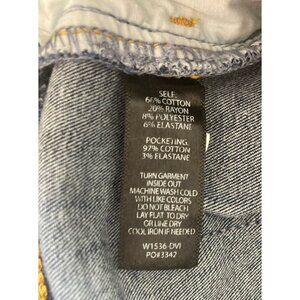 SELF:
66% COTTON
20% RAYON
8% POLYESTER
6% ELASTANE
POCKETING:
97% COTTON
3% ELASTANE
TURN GARMENT
INSIDE OUT
MACHINE WASH COLD
WITH LIKE COLORS
DO NOT BLEACH
LAY FLAT TO DRY
OR LINE DRY
COOL IRON IF NEEDED
W1536-DVI
PO#3342